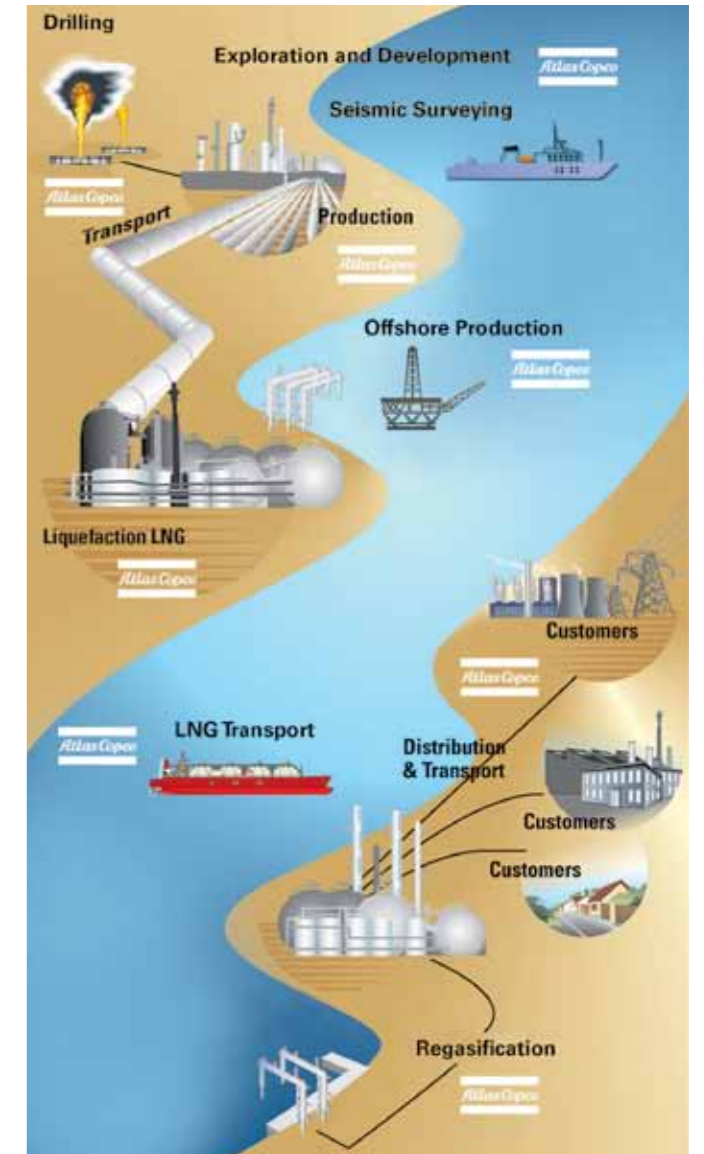 Drilling
Exploration and Development
Atlas Copco
Seismic Surveying
Atlas Copco
Transport
Production
Atlas Copco
Offshore Production
Atlas Copco
Liquefaction LNG
Atlas Copco
Customers
Atlas Copco
LNG Transport
Atlas Copco
Distribution
& Transport
Customers
Customers
Regasification
Atlas Copco